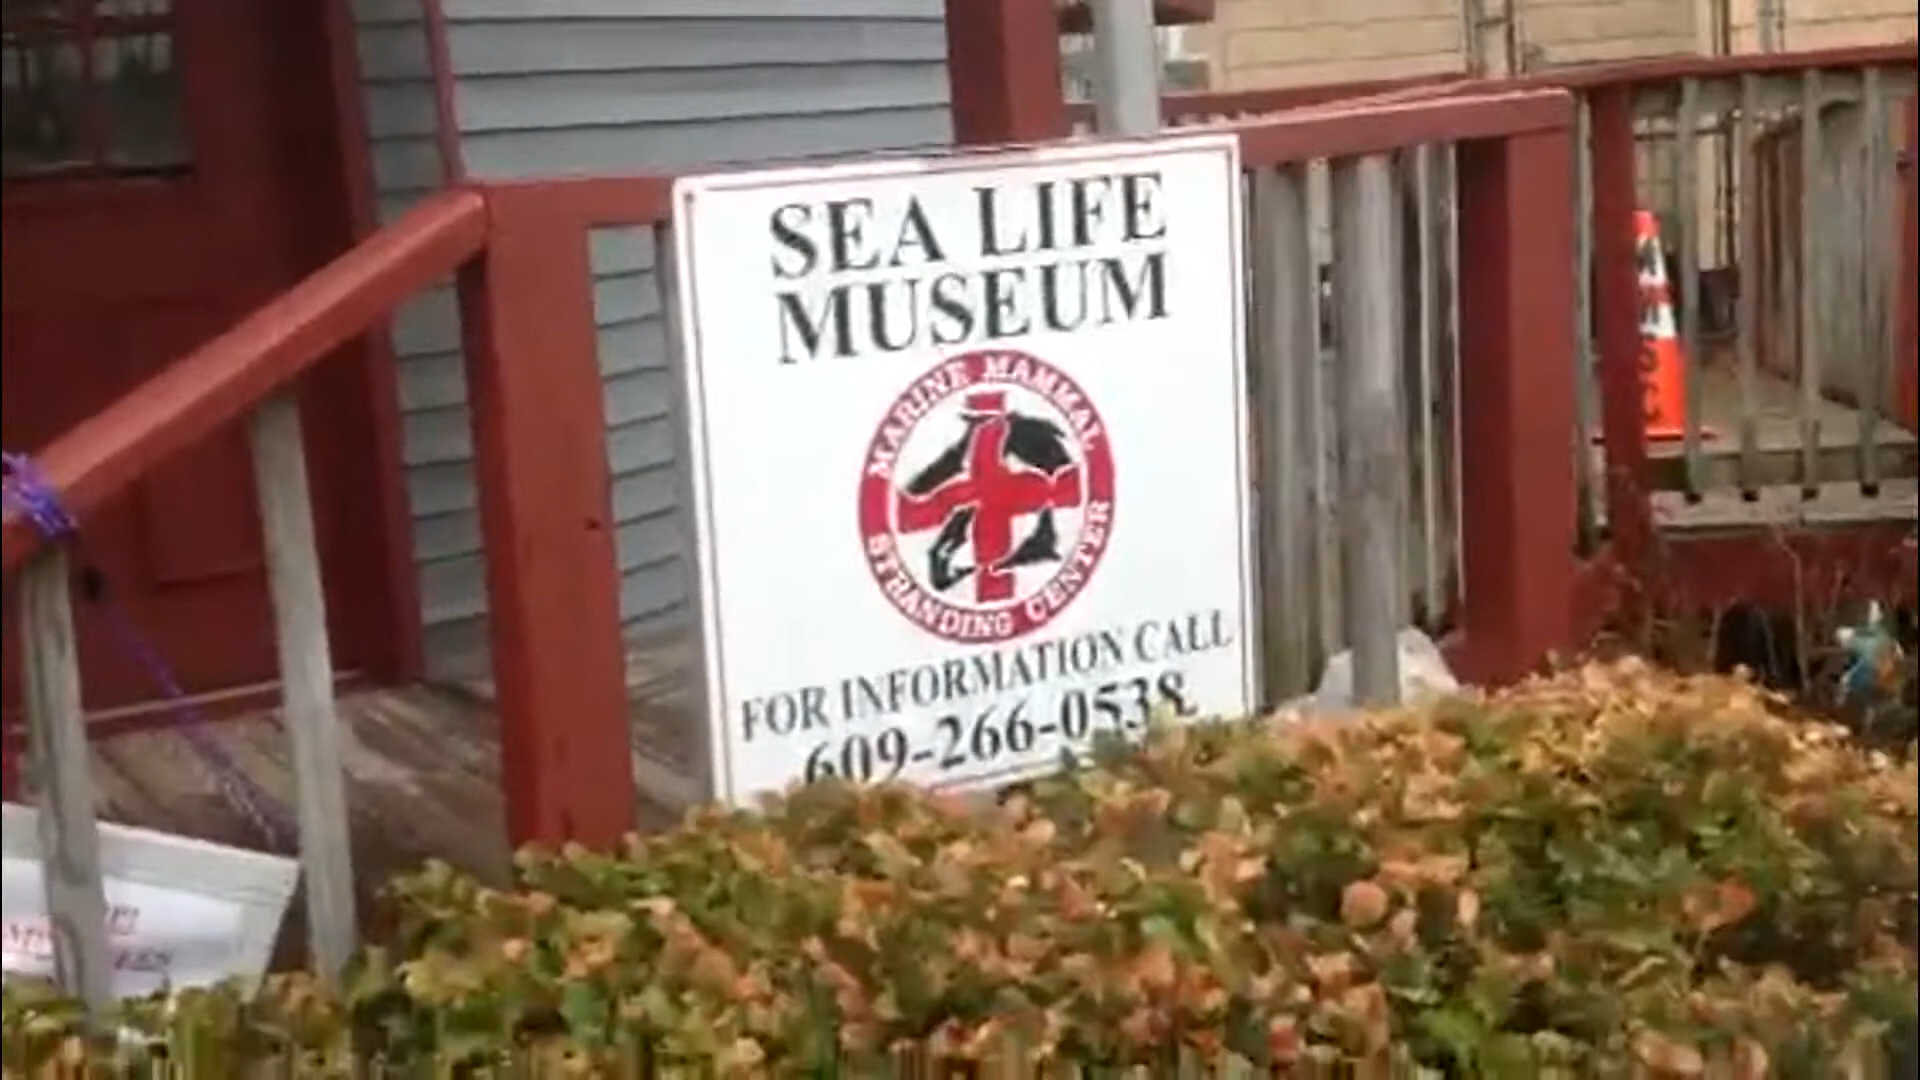 SEA LIFE
MUSEUM
MARINE MAMMAL
STRANDING CENTER
FOR INFORMATION CALL
609-266-0538